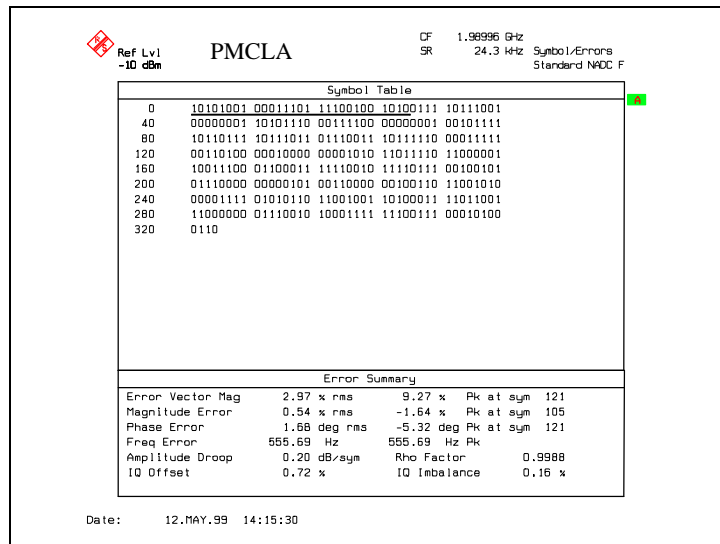 R S
Ref Lvl PMCLA CF 1.98996 GHz
-10 dBm SR 24.3 kHz Symbol/Errors
Standard NADC F
Symbol Table
A
0 10101001 00011101 11100100 10100111 10111001
40 00000001 10101110 00111100 00000001 00101111
80 10110111 10111011 01110011 10111110 00011111
120 00110100 00010000 00001010 11011110 11000001
160 10011100 01100011 11110010 11110111 00100101
200 01110000 00000101 00110000 00100110 11001010
240 00001111 01010110 11001001 10100011 11011001
280 11000000 01110010 10001111 11100111 00010100
320 0110
Error Summary
Error Vector Mag 2.97 % rms 9.27 % Pk at sym 121
Magnitude Error 0.54 % rms -1.64 % Pk at sym 105
Phase Error 1.68 deg rms -5.32 deg Pk at sym 121
Freq Error 555.69 Hz 555.69 Hz Pk
Amplitude Droop 0.20 dB/sym Rho Factor 0.9988
IQ Offset 0.72 % IQ Imbalance 0.16 %
Date: 12.MAY.99 14:15:30